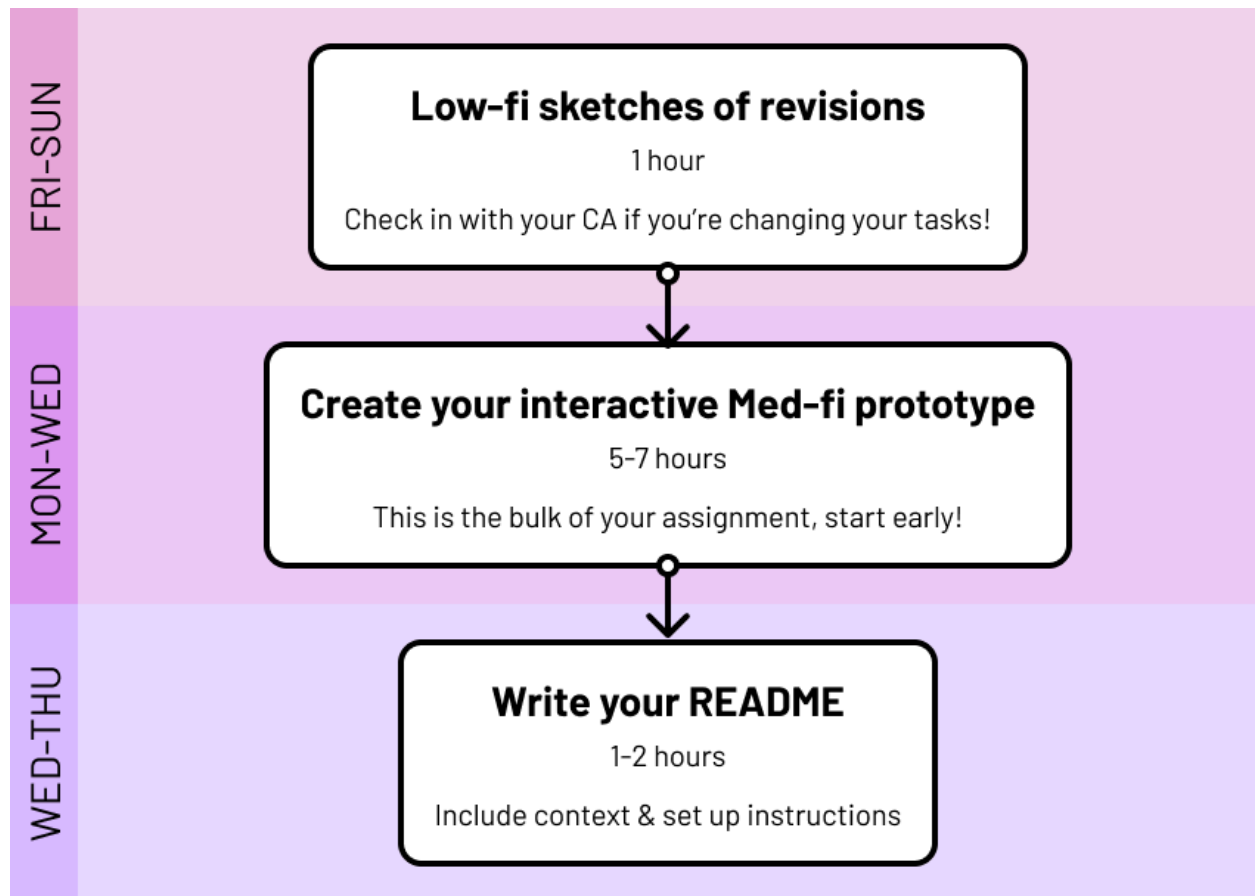 FRI-SUN
Low-fi sketches of revisions
1 hour
Check in with your CA if you’re changing your tasks!
MON-WED
Create your interactive Med-fi prototype
5-7 hours
This is the bulk of your assignment, start early!
WED-THU
Write your README
1-2 hours
Include context & set up instructions